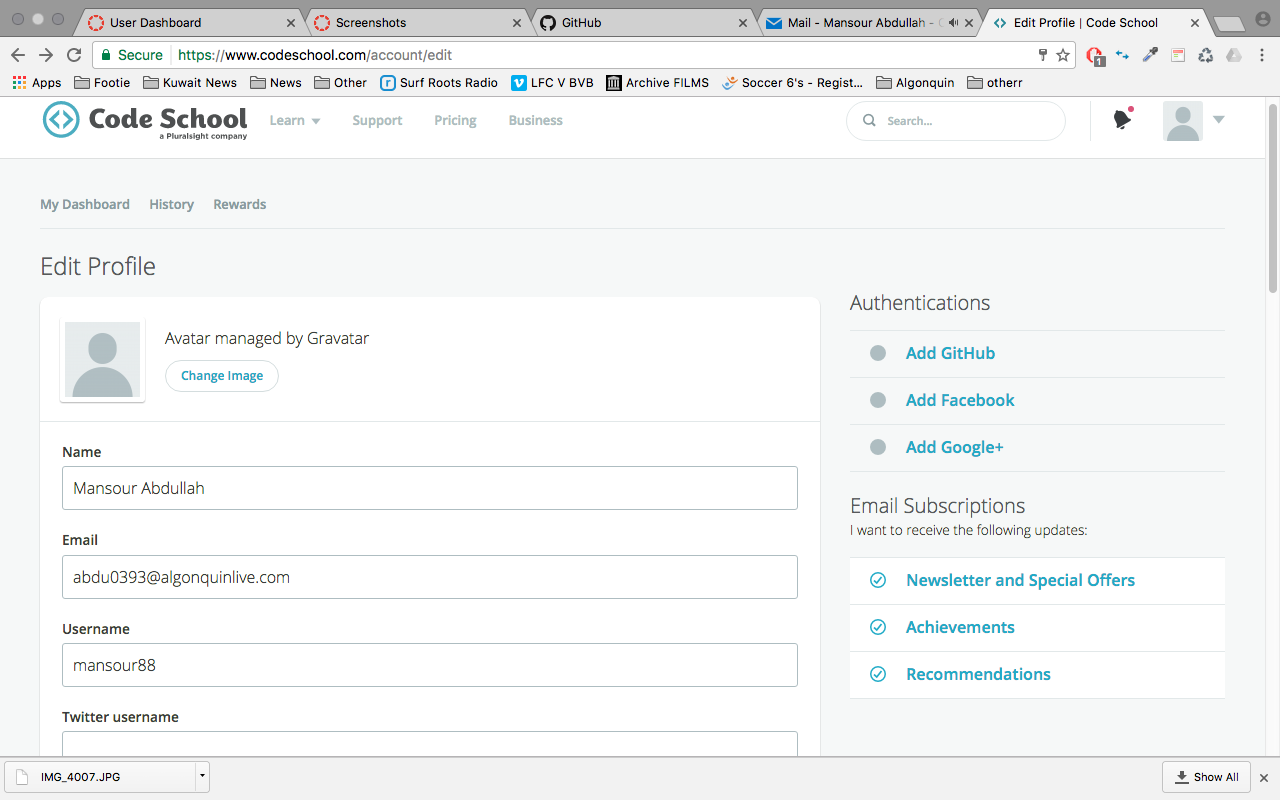 User Dashboard
Screenshots
GitHub
Mail - Mansour Abdullah -
Edit Profile | Code School
Secure https://www.codeschool.com/account/edit
1
Apps Footie Kuwait News News Other Surf Roots Radio LFC V BVB Archive FILMS Soccer 6's - Regist... Algonquin otherr
Code School
a Pluralsight company
Learn Support Pricing Business
Search...
My Dashboard History Rewards
Edit Profile
Avatar managed by Gravatar
Change Image
Name
Mansour Abdullah
Email
abdu0393@algonquinlive.com
Username
mansour88
Twitter username
Authentications
Add GitHub
Add Facebook
Add Google+
Email Subscriptions
I want to receive the following updates:
Newsletter and Special Offers
Achievements
Recommendations
IMG_4007.JPG
Show All